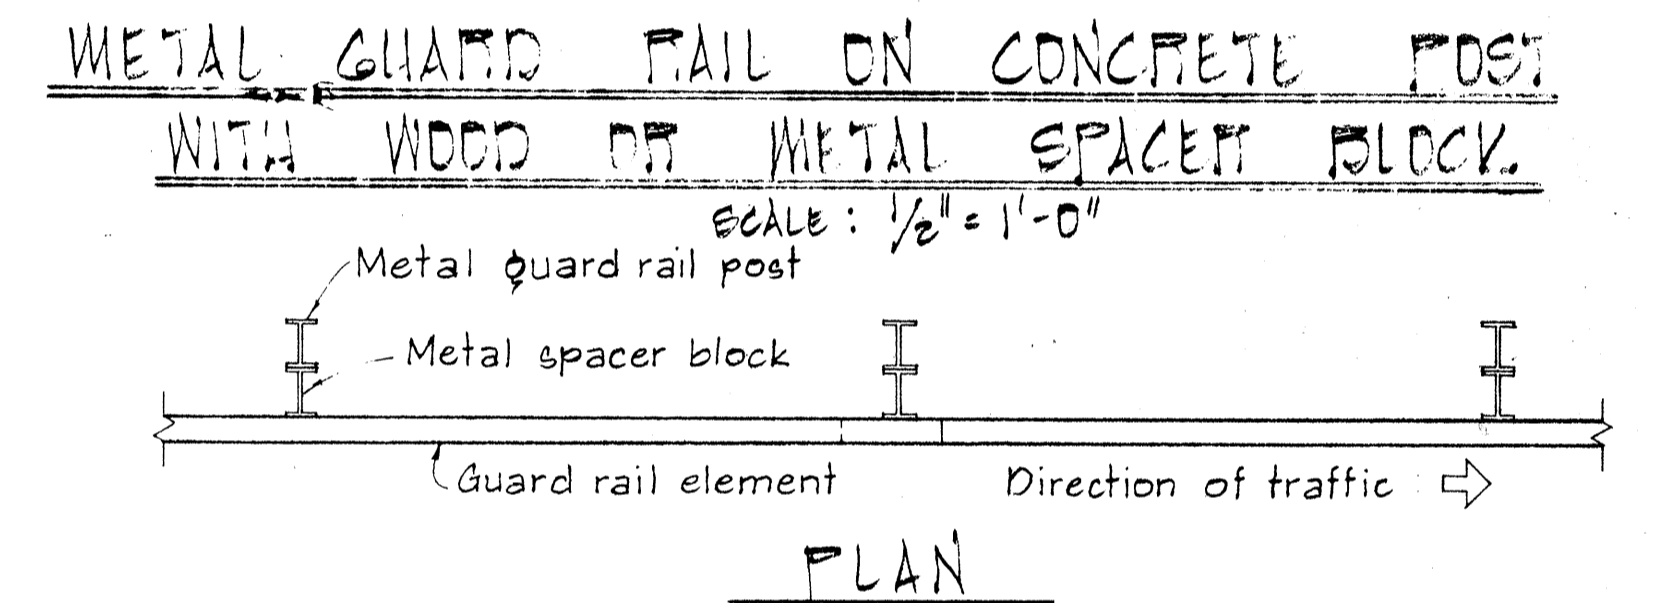 METAL GUARD RAIL ON CONCRETE POST
WITH WOOD OR METAL SPACER BLOCK.
SCALE : 1/2" = 1'-0"
Metal guard rail post
Metal spacer block
Guard rail element
Direction of traffic
PLAN